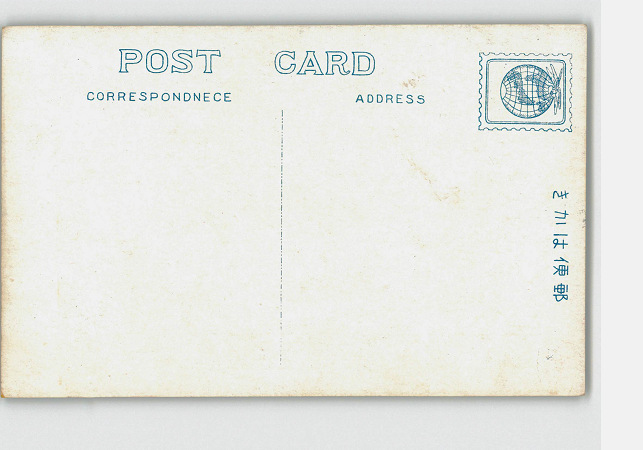 POST CARD
CORRESPONDNECE
ADDRESS
きかは便郵